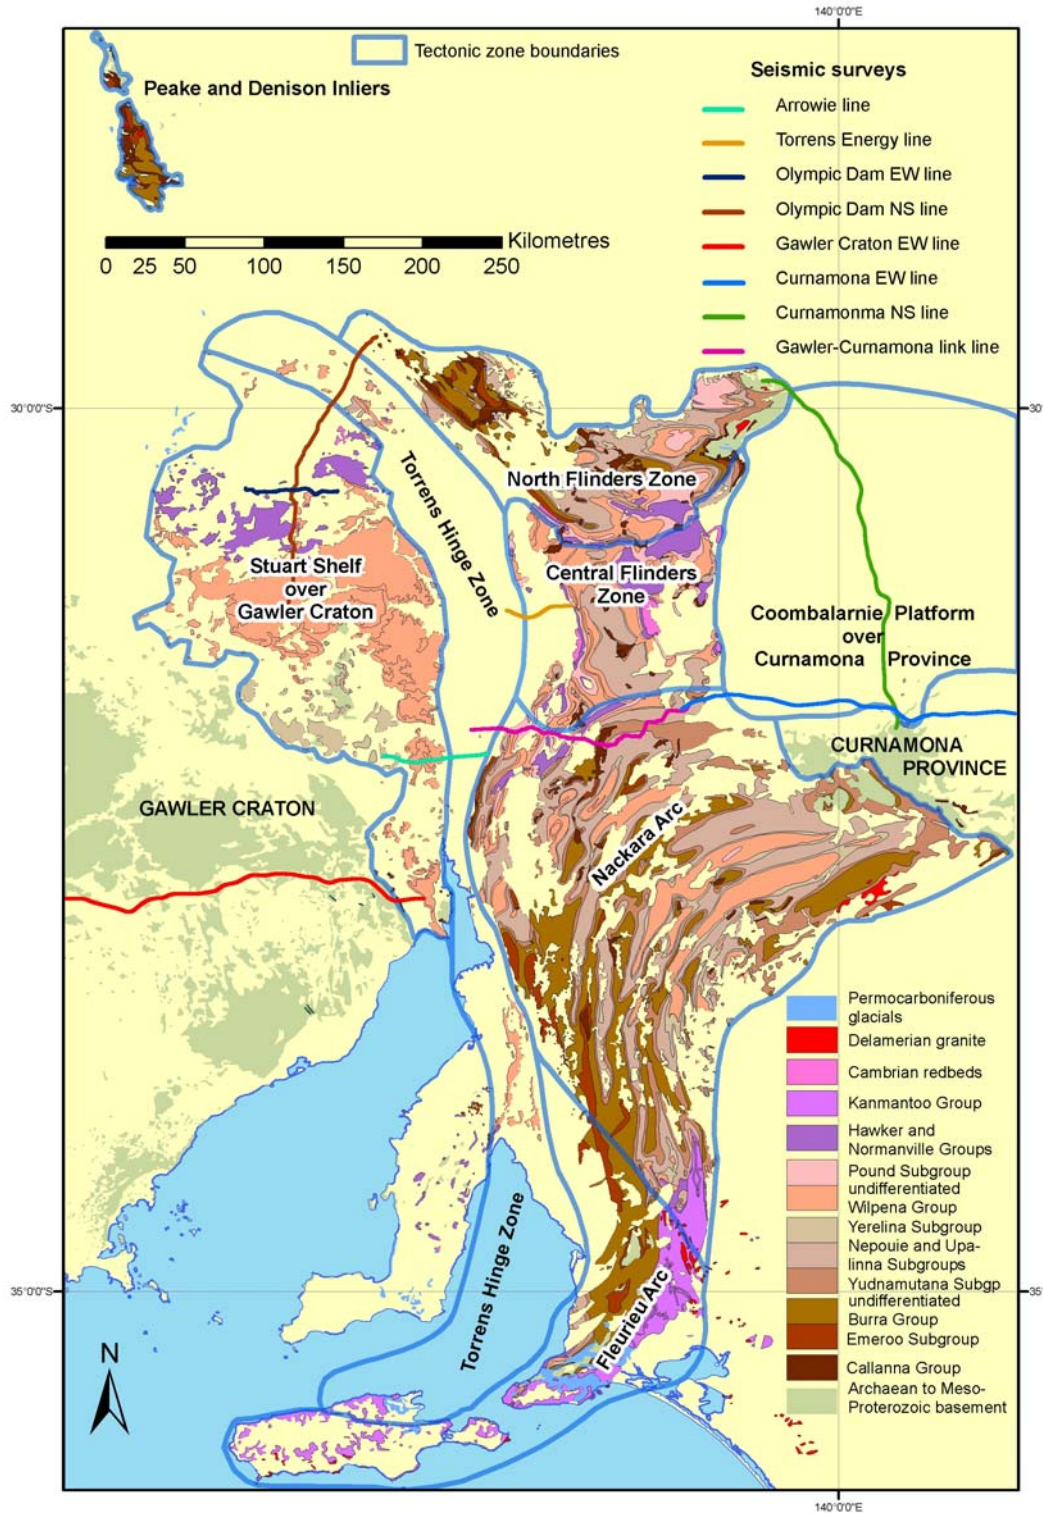 140°0'0"E
Tectonic zone boundaries
Peake and Denison Inliers
Seismic surveys
Arrowie line
Torrens Energy line
Olympic Dam EW line
Olympic Dam NS line
Gawler Craton EW line
Curnamona EW line
Curnamonma NS line
Gawler-Curnamona link line
Kilometres
0 25 50 100 150 200 250
30°0'0"S
30
North Flinders Zone
Torrens Hinge Zone
Central Flinders
Zone
Stuart Shelf
over
Gawler Craton
Coombalarnie Platform
over
Curnamona Province
CURNAMONA
PROVINCE
GAWLER CRATON
Nackara Arc
Permocarboniferous
glacials
Delamerian granite
Cambrian redbeds
Kanmantoo Group
Hawker and
Normanville Groups
Pound Subgroup
undifferentiated
Wilpena Group
Yerelina Subgroup
Nepouie and Upa-
linna Subgroups
Yudnamutana Subgp
undifferentiated
Burra Group
Emeroo Subgroup
Callanna Group
Archaean to Meso-
Proterozoic basement
Torrens Hinge Zone
Fleurieu Arc
35°0'0"S
35
N
140°0'0"E